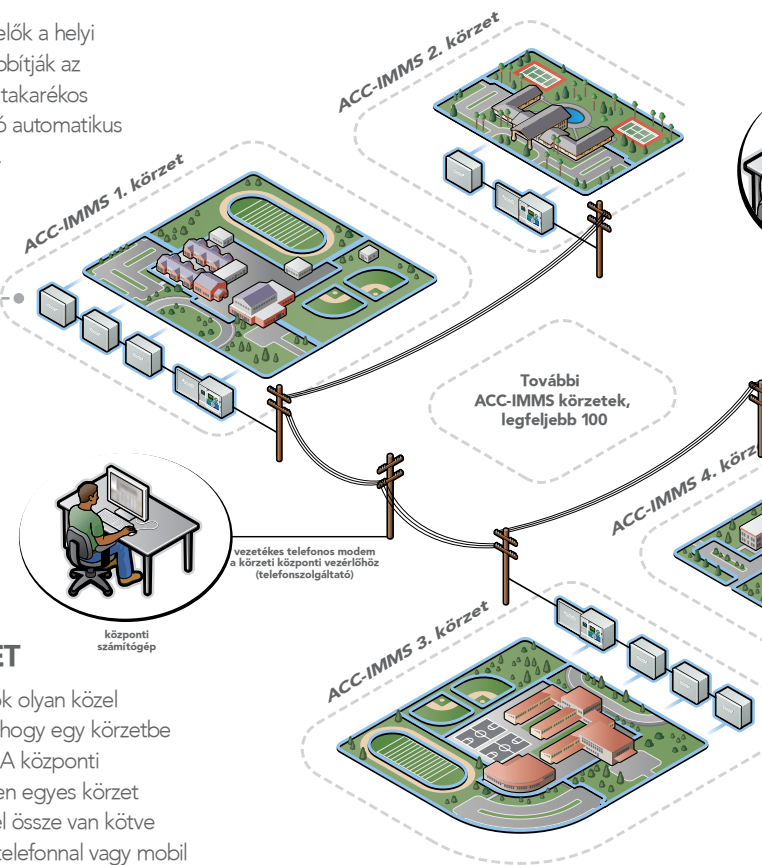 elők a helyi
bbítják az
takarékos
ó automatikus
ACC-IMMS 2. körzet
ACC-IMMS 1. körzet
További
ACC-IMMS körzetek,
legfeljebb 100
ACC-IMMS 4. körze
vezetékes telefonos modem
a körzeti központi vezérlőhöz
(telefonszolgáltató)
központi
számítógép
ACC-IMMS 3. körzet
ET
ok olyan közel
hogy egy körzetbe
A központi
en egyes körzet
el össze van kötve
telefonnal vagy mobil